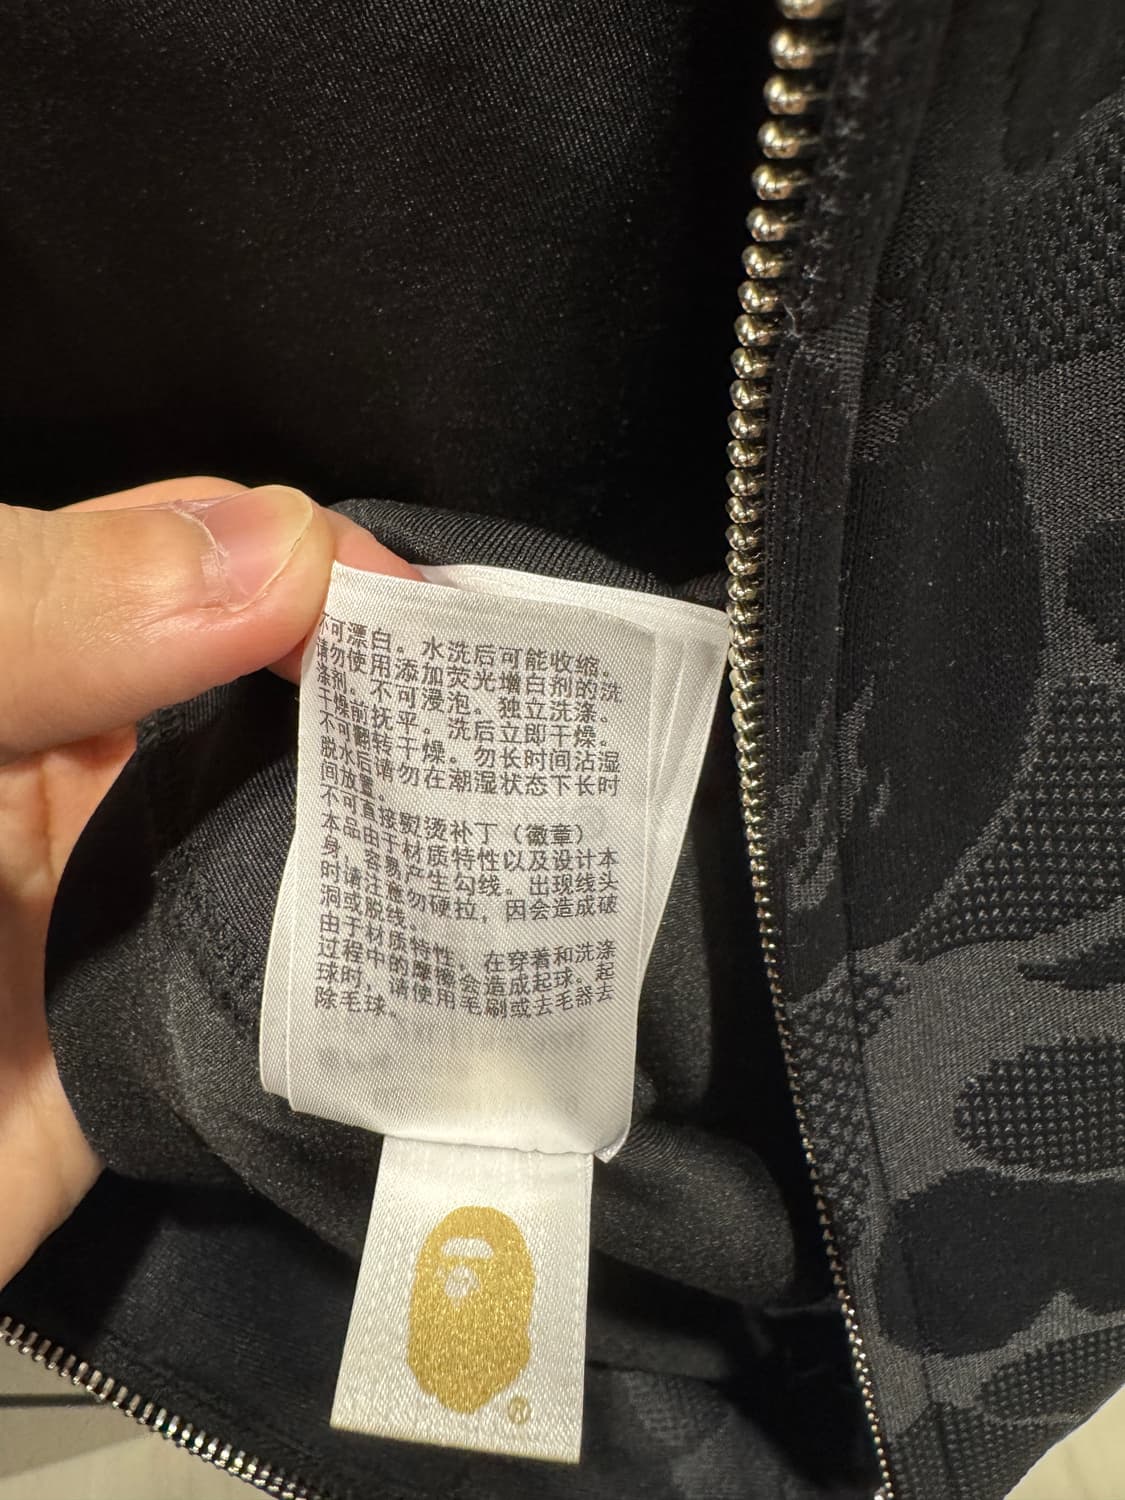 不可漂白。水洗后可能收缩。
请勿使用添加荧光增白剂的洗
涤剂。不可浸泡。独立洗涤。
干燥前抚平。洗后立即干燥。
不可翻转干燥。勿长时间沾湿
脱水后请勿在潮湿状态下长时
间放置。
不可直接熨烫补丁（徽章）
本品由于材质特性以及设计本
身，容易产生勾线。出现线头
时请注意勿硬拉，因会造成破
洞或脱线。
由于材质的特性，在穿着和洗涤
过程中的摩擦会造成起球。起
球时，请使用毛刷或去毛器去
除毛球。
®